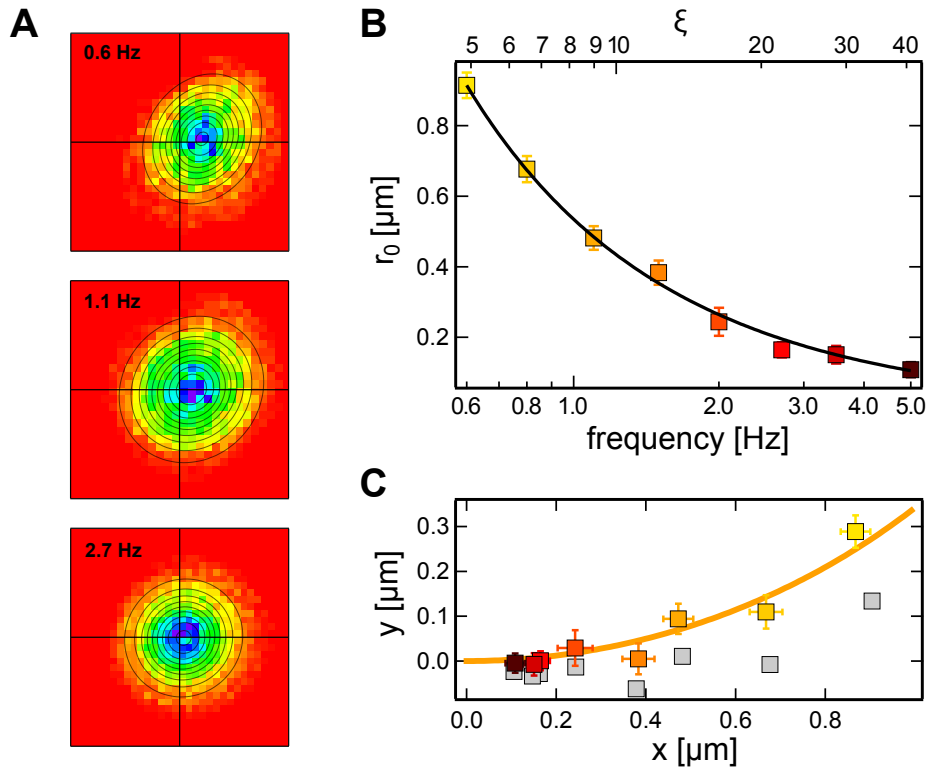 A
0.6 Hz
1.1 Hz
2.7 Hz
B
ξ
5 6 7 8 9 10 20 30 40
r0 [µm]
0.8
0.6
0.4
0.2
0.6 0.8 1.0 2.0 3.0 4.0 5.0
frequency [Hz]
C
y [µm]
0.3
0.2
0.1
0.0
0.0 0.2 0.4 0.6 0.8
x [µm]